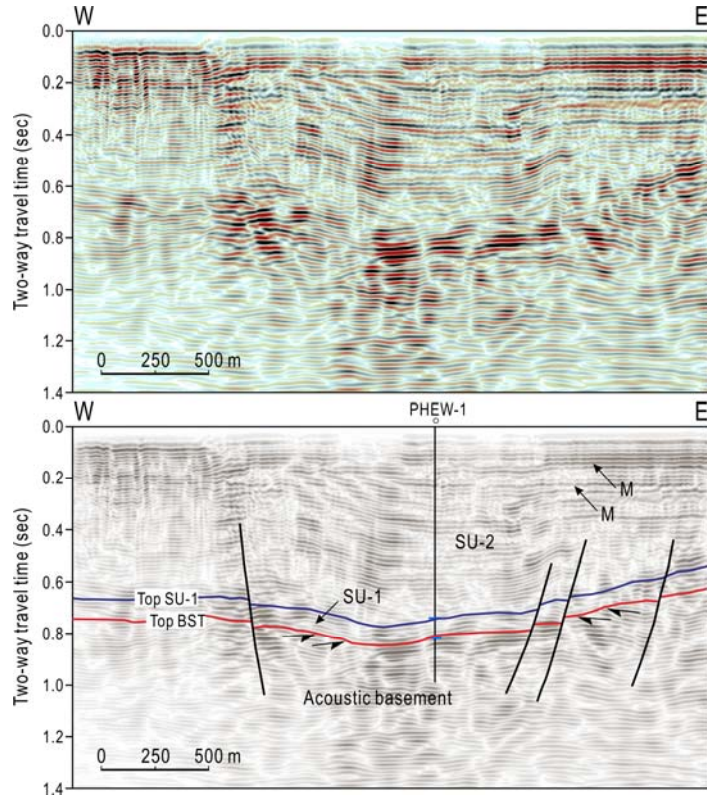 W E
0.0
0.2
0.4
0.6
0.8
1.0
1.2
1.4
Two-way travel time (sec)
0 250 500 m
W PHEW-1 E
0.0
0.2
0.4
0.6
0.8
1.0
1.2
1.4
Two-way travel time (sec)
M
M
SU-2
SU-1
Top SU-1
Top BST
Acoustic basement
0 250 500 m